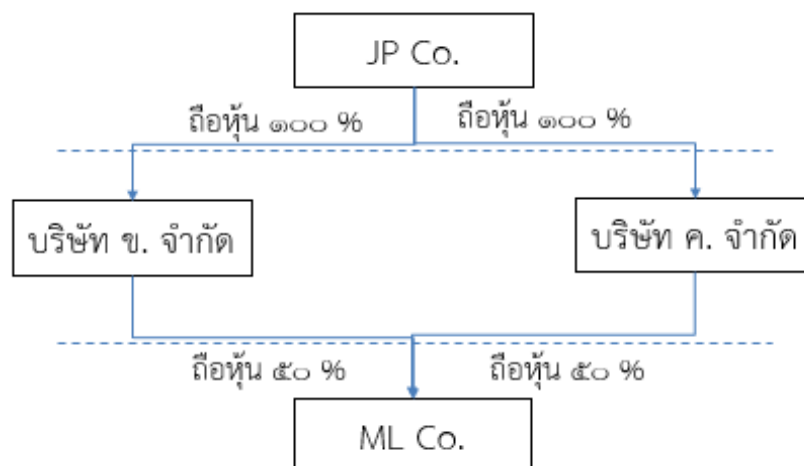 JP Co.
ถือหุ้น ๑๐๐ %
ถือหุ้น ๑๐๐ %
บริษัท ข. จำกัด
บริษัท ค. จำกัด
ถือหุ้น ๕๐ %
ถือหุ้น ๕๐ %
ML Co.